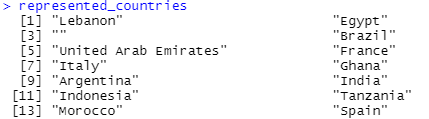 > represented_countries
[1] "Lebanon" "Egypt"
[3] "" "Brazil"
[5] "United Arab Emirates" "France"
[7] "Italy" "Ghana"
[9] "Argentina" "India"
[11] "Indonesia" "Tanzania"
[13] "Morocco" "Spain"